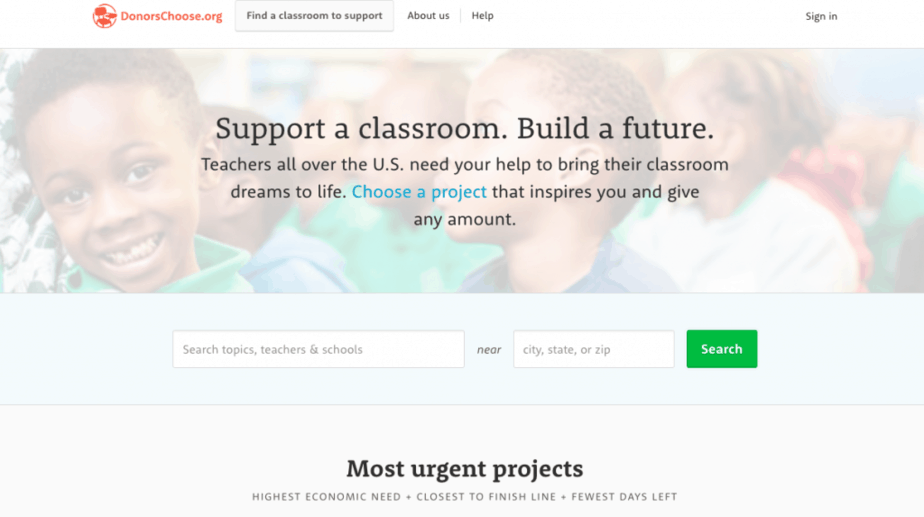 DonorsChoose.org
Find a classroom to support
About us
Help
Sign in
Support a classroom. Build a future.
Teachers all over the U.S. need your help to bring their classroom
dreams to life. Choose a project that inspires you and give
any amount.
Search topics, teachers & schools
near
city, state, or zip
Search
Most urgent projects
HIGHEST ECONOMIC NEED + CLOSEST TO FINISH LINE + FEWEST DAYS LEFT